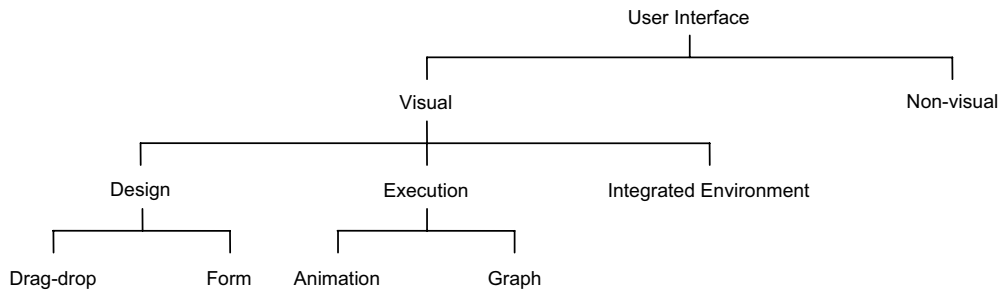 User Interface
Visual
Non-visual
Design
Execution
Integrated Environment
Drag-drop
Form
Animation
Graph